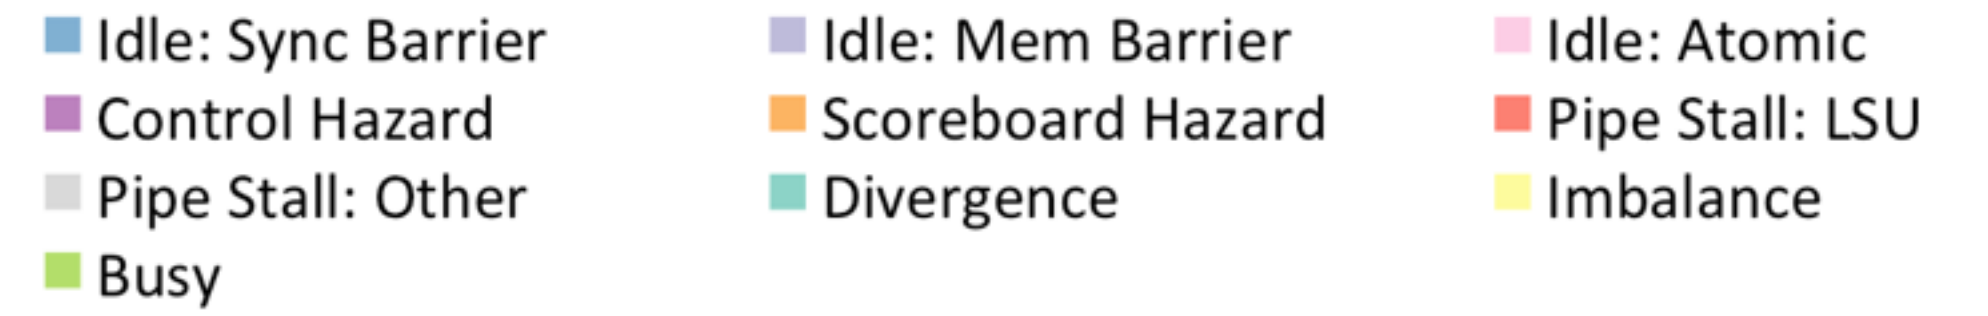 Idle: Sync Barrier Idle: Mem Barrier Idle: Atomic
Control Hazard Scoreboard Hazard Pipe Stall: LSU
Pipe Stall: Other Divergence Imbalance
Busy